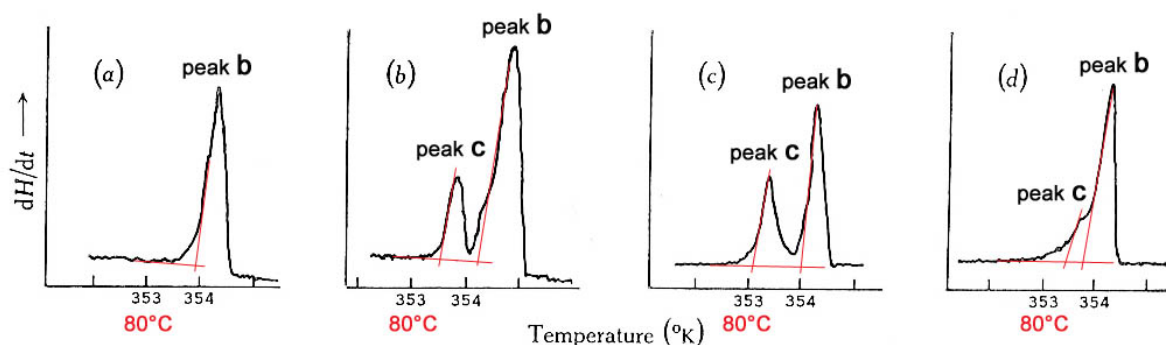 dH/dt →
(a)
peak b
353 354
80°C
(b)
peak b
peak c
353 354
80°C
(c)
peak b
peak c
353 354
80°C
(d)
peak b
peak c
353 354
80°C
Temperature (°K)